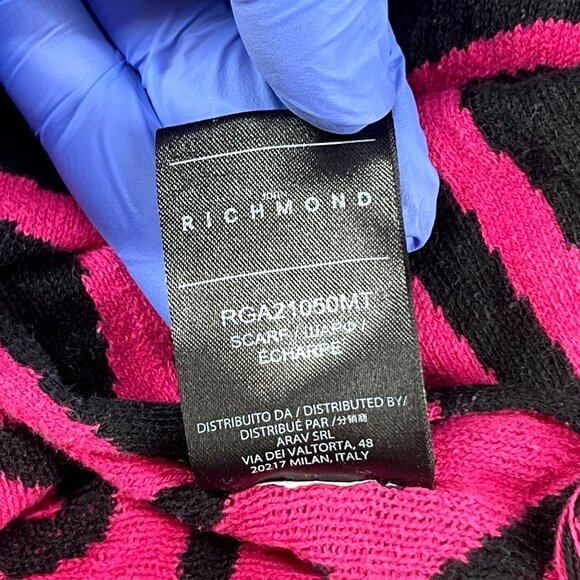 JOHN
RICHMOND
RGA21050MT
SCARF / ШАРФ /
ECHARPE
DISTRIBUITO DA / DISTRIBUTED BY/
DISTRIBUÉ PAR /分销商
ARAV SRL
VIA DEI VALTORTA, 48
20217 MILAN, ITALY